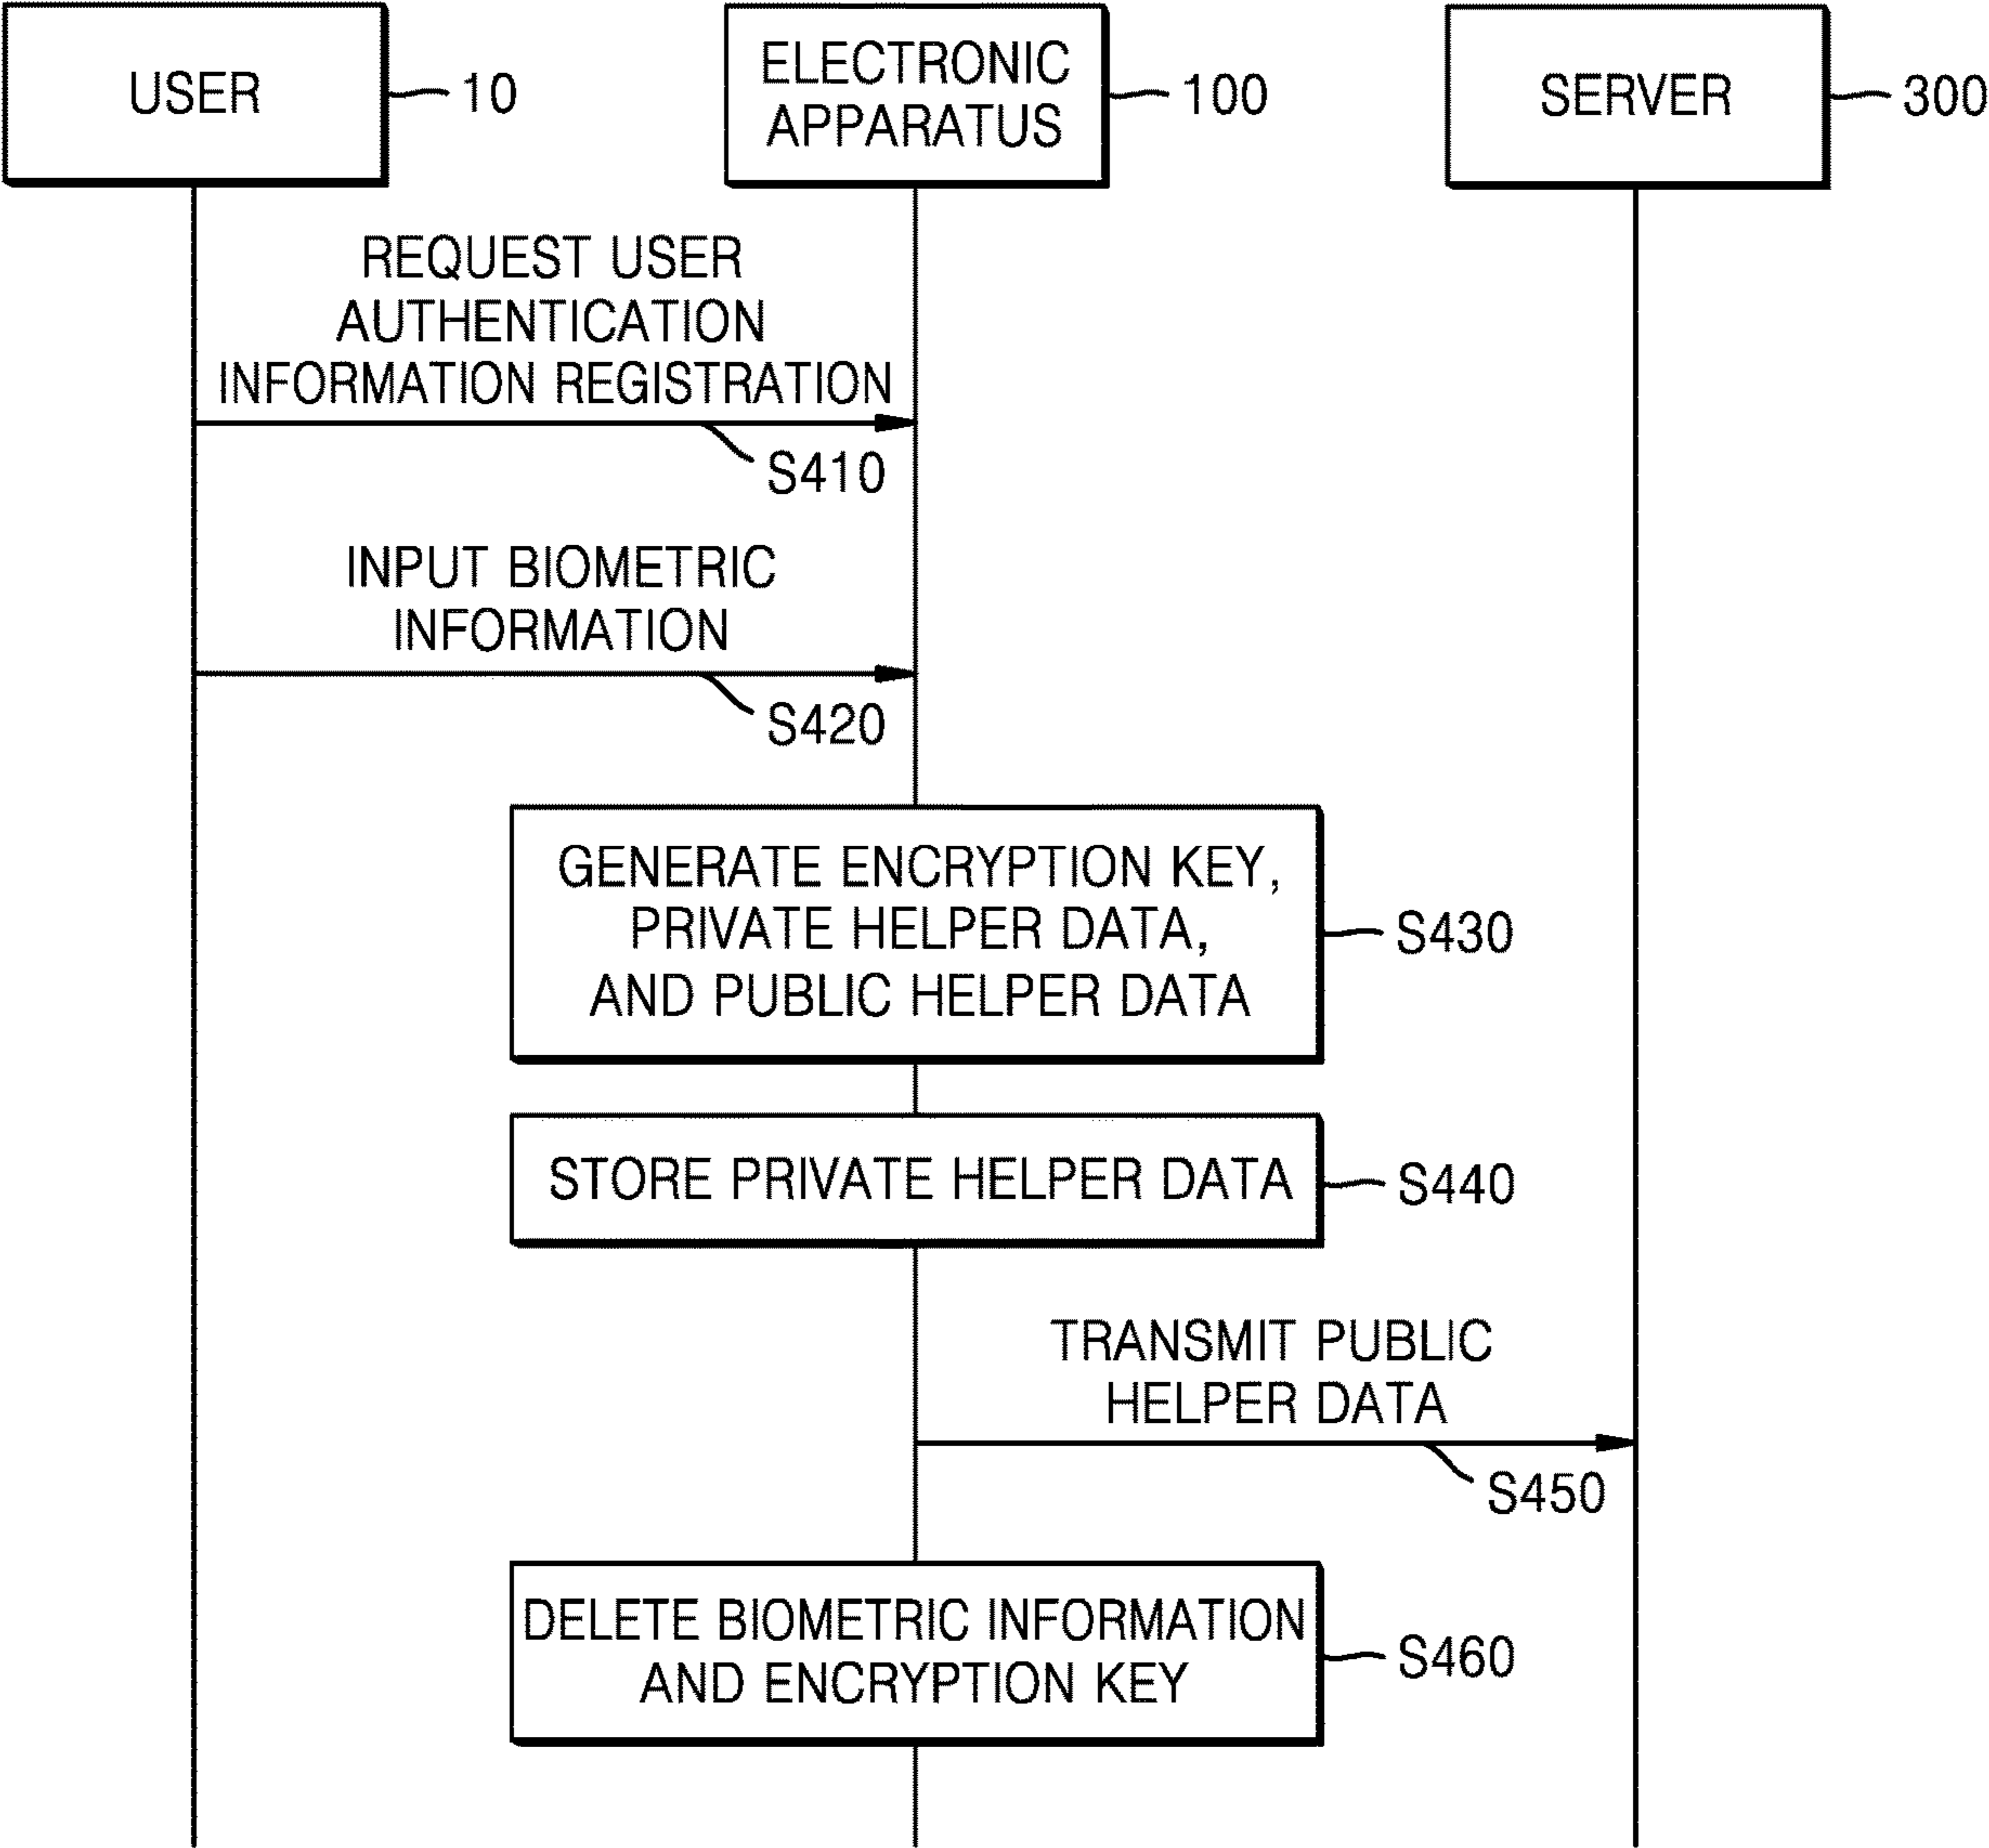 USER
10
ELECTRONIC
APPARATUS
100
SERVER
300
REQUEST USER
AUTHENTICATION
INFORMATION REGISTRATION
S410
INPUT BIOMETRIC
INFORMATION
S420
GENERATE ENCRYPTION KEY,
PRIVATE HELPER DATA,
AND PUBLIC HELPER DATA
S430
STORE PRIVATE HELPER DATA
S440
TRANSMIT PUBLIC
HELPER DATA
S450
DELETE BIOMETRIC INFORMATION
AND ENCRYPTION KEY
S460